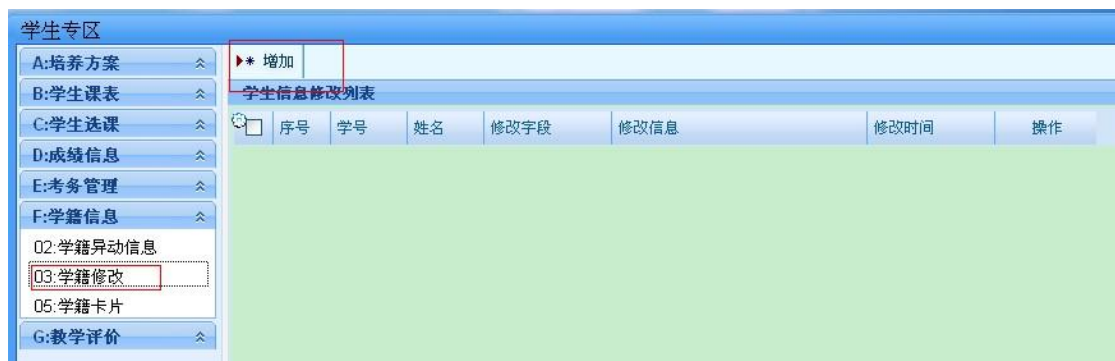 学生专区
A:培养方案
B:学生课表
C:学生选课
D:成绩信息
E:考务管理
F:学籍信息
02:学籍异动信息
03:学籍修改
05:学籍卡片
G:教学评价
增加
学生信息修改列表
序号 学号 姓名 修改字段 修改信息 修改时间 操作